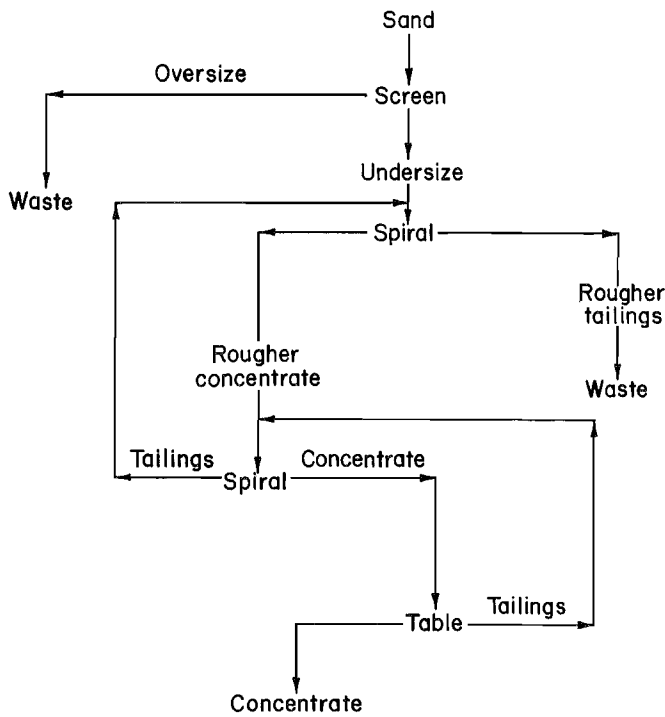 Sand
Oversize
Screen
Waste
Undersize
Spiral
Rougher
tailings
Rougher
concentrate
Waste
Tailings
Concentrate
Spiral
Table
Tailings
Concentrate